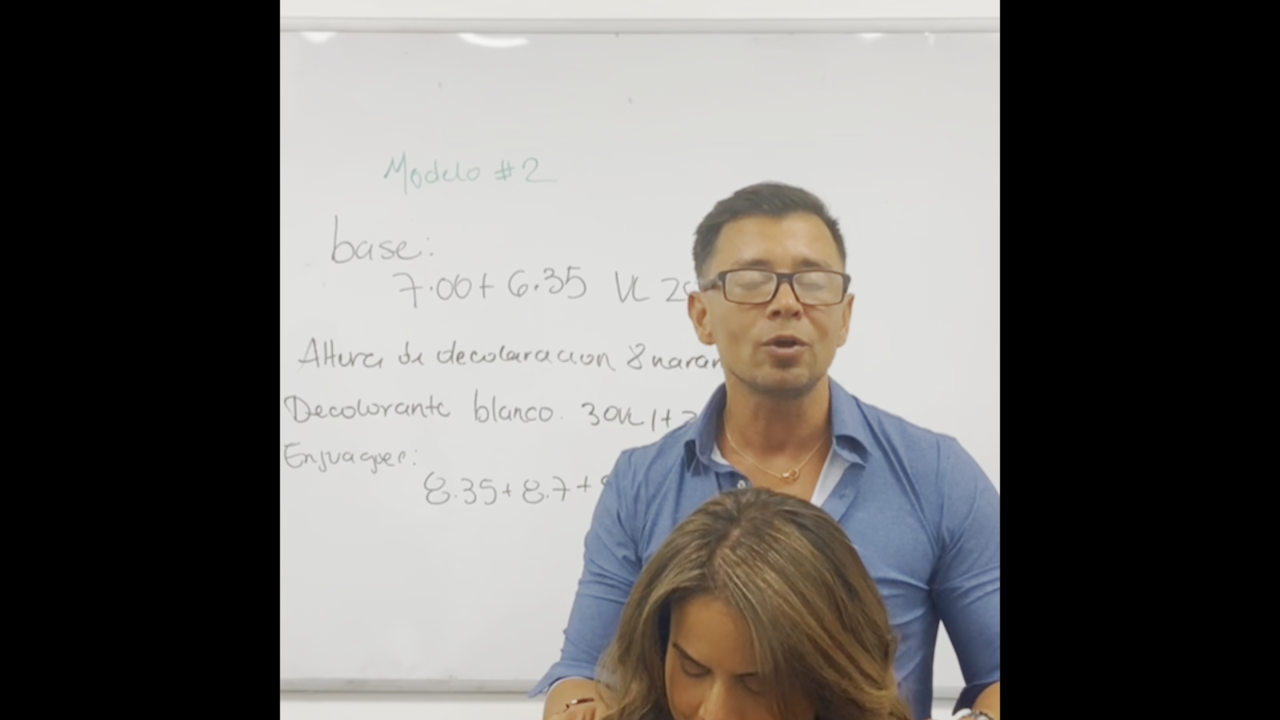 Modelo #2
base:
7.00+ 6.35 VL
Altura de decoloracion 8
Decolorante blanco. 30VL 1+
Enjuague:
8.35+8.7+